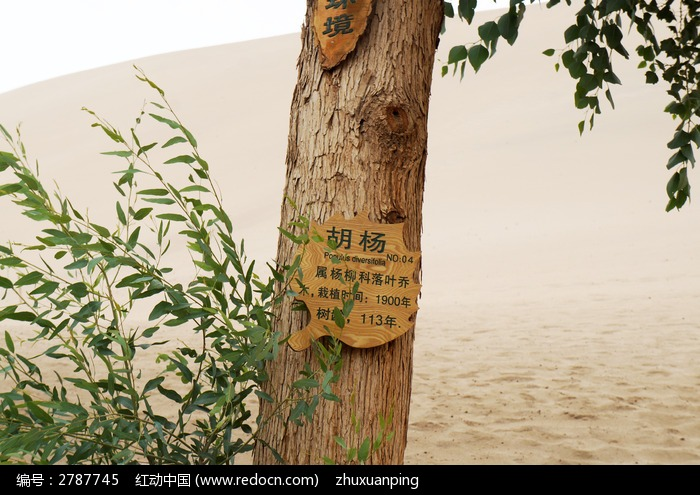 环
境
胡杨
Populus diversifolia NO.04
属杨柳科落叶乔
木,栽植时间:1900年
树龄:113年.
编号:2787745 红动中国 (www.redocn.com) zhuxuanping